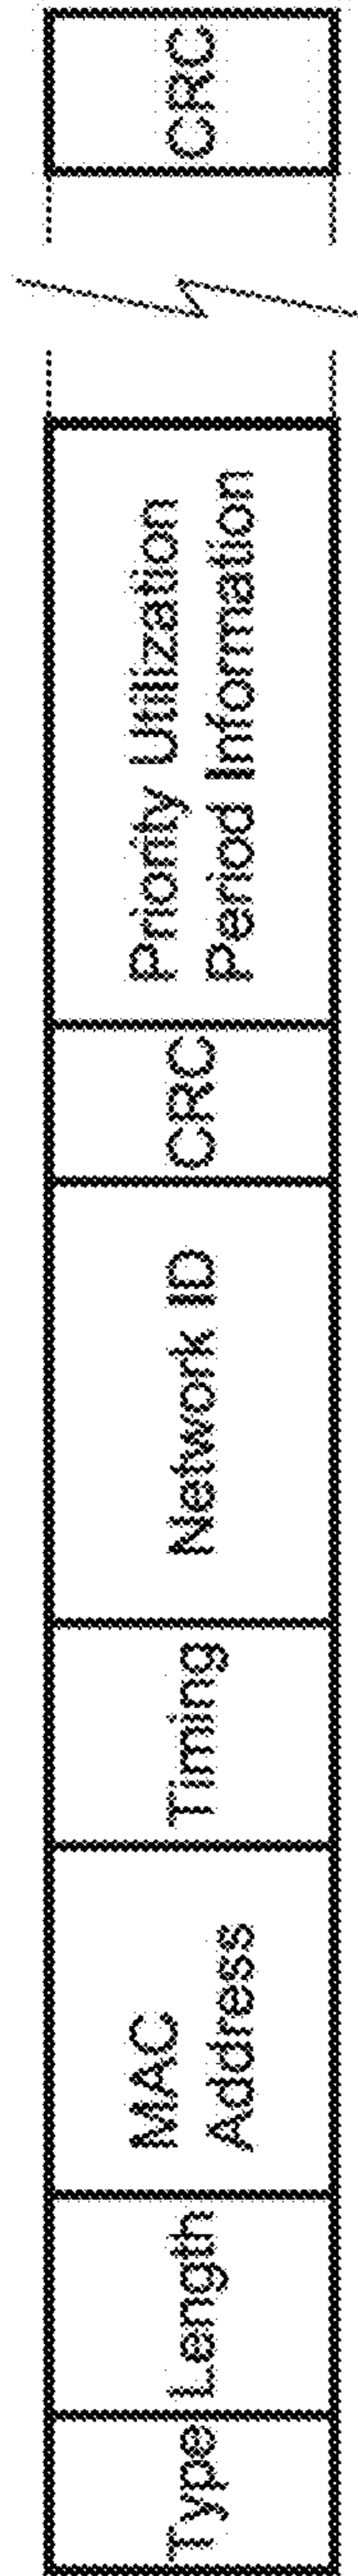 Type
Length
MAC
Address
Timing
Network ID
CRC
Priority Utilization
Period Information
CRC